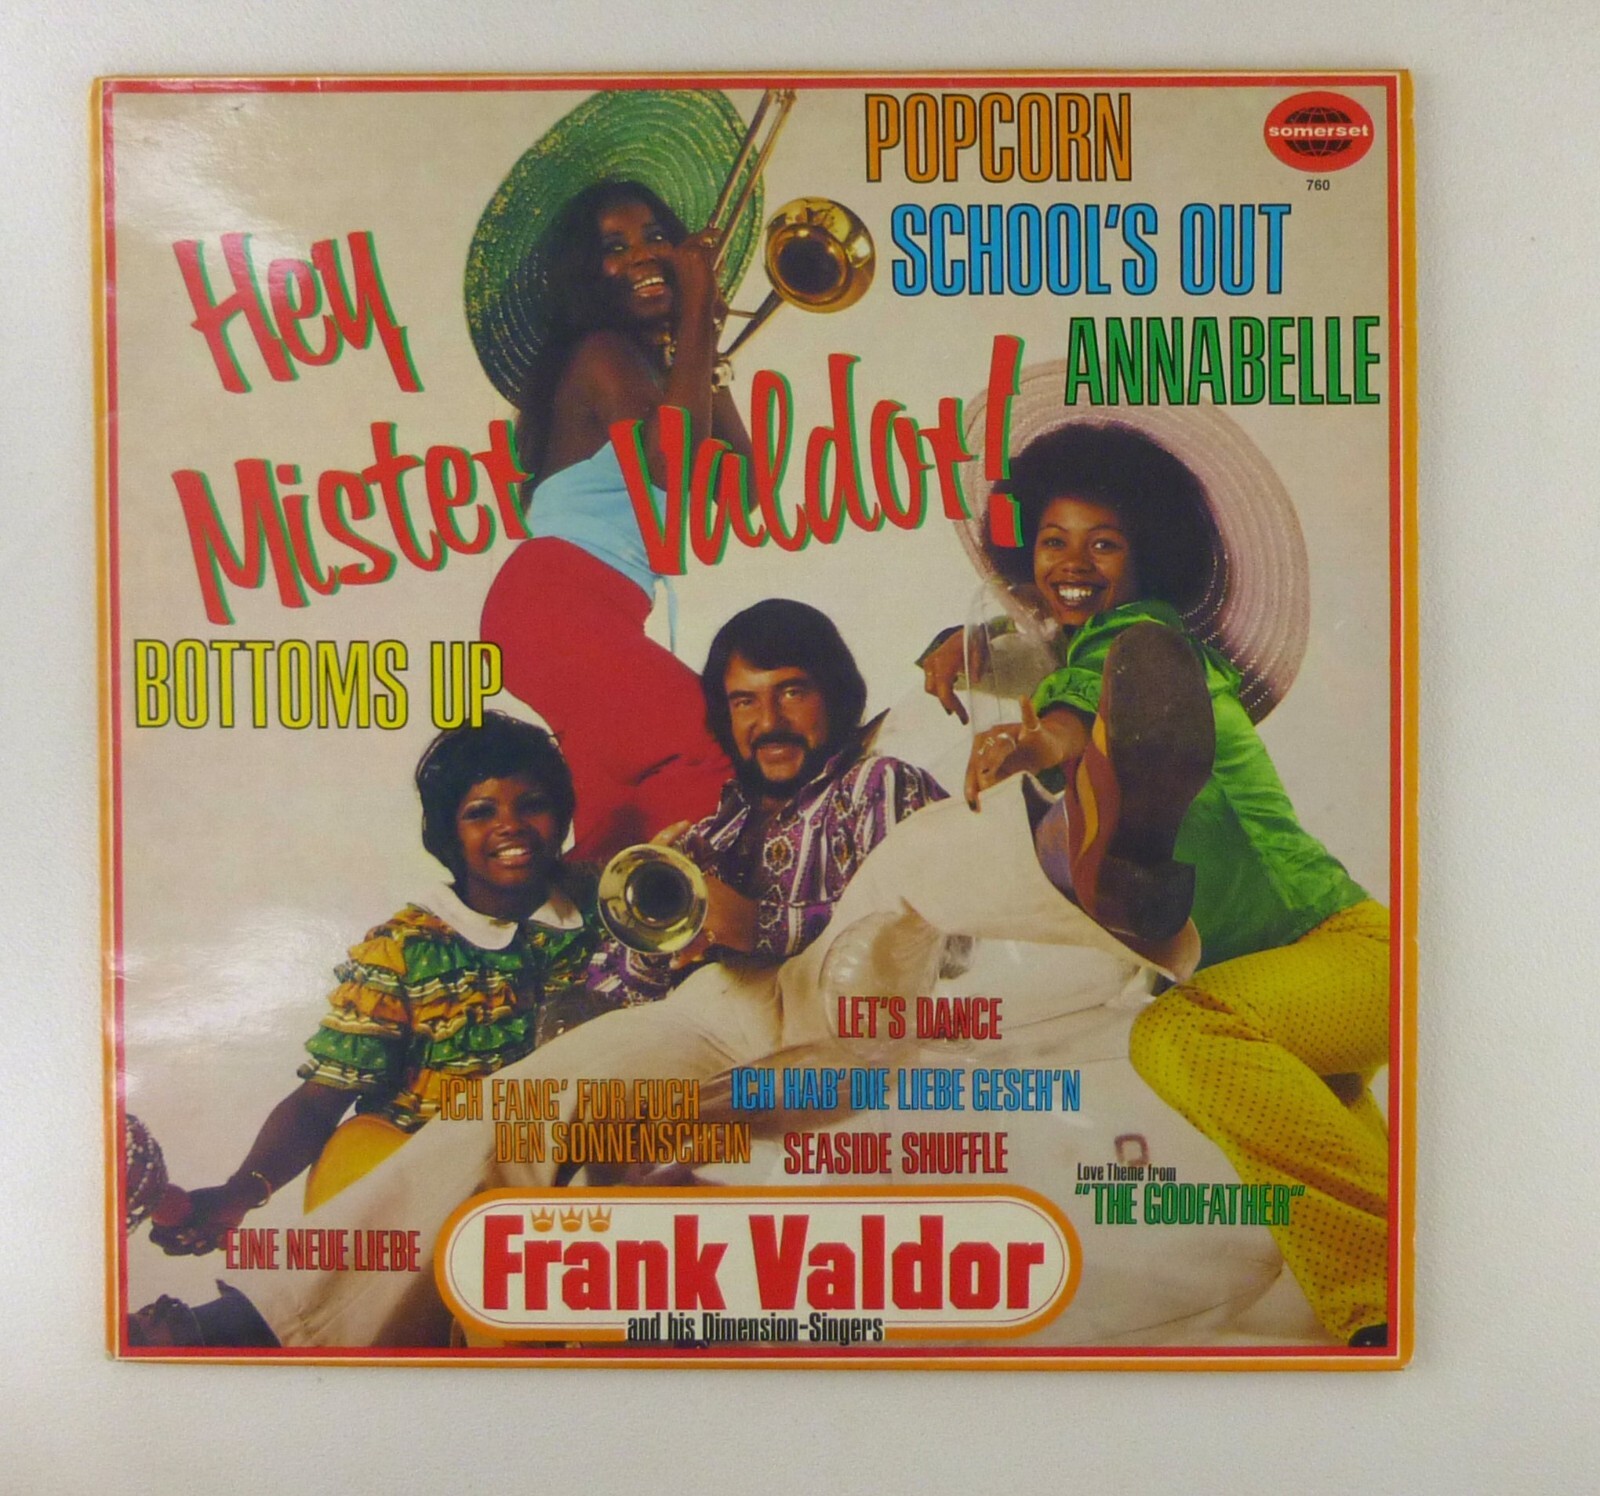 POPCORN
somerset
760
SCHOOL'S OUT
ANNABELLE
Hey
Mister Valdor!
BOTTOMS UP
LET'S DANCE
ICH FANG' FÜR EUCH
DEN SONNENSCHEIN
ICH HAB' DIE LIEBE GESEH'N
SEASIDE SHUFFLE
Love Theme from
"THE GODFATHER"
EINE NEUE LIEBE
Frank Valdor
and his Dimension-Singers